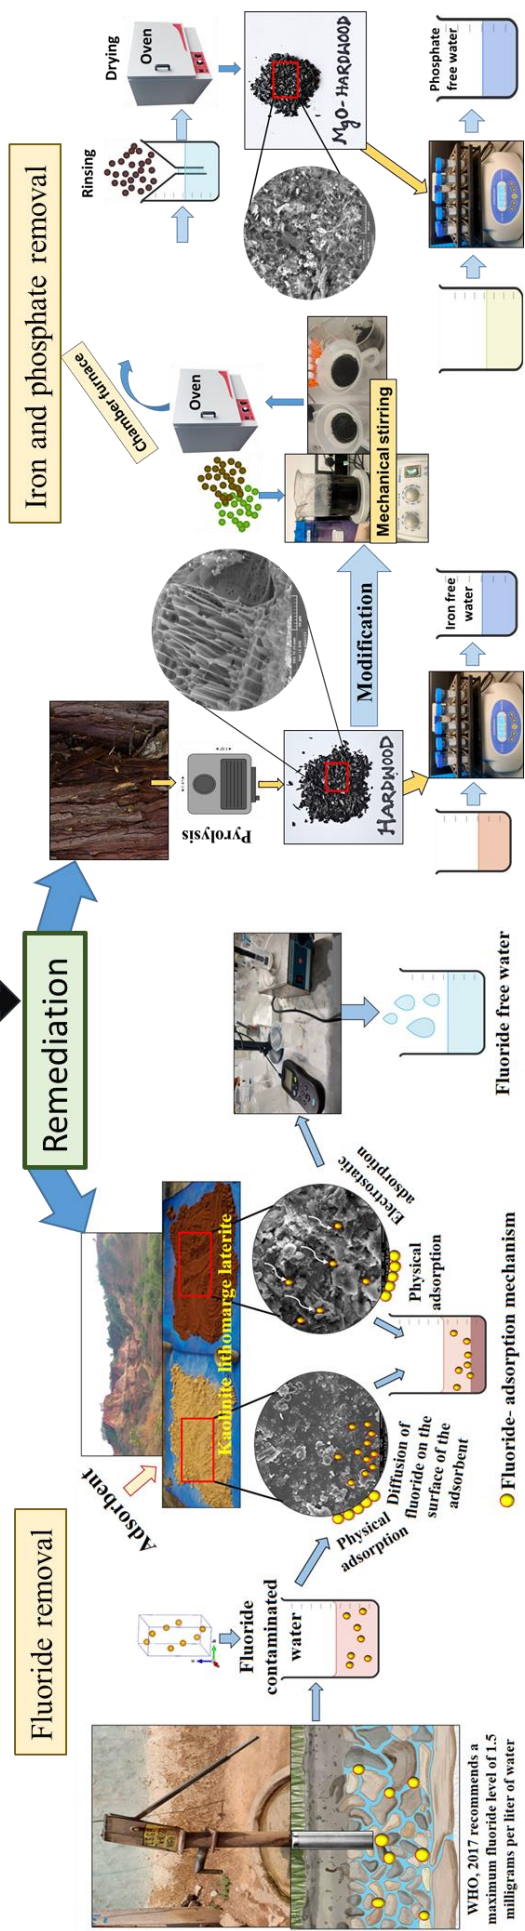 Remediation
Fluoride removal
WHO, 2017 recommends a
maximum fluoride level of 1.5
milligrams per liter of water
Fluoride
contaminated
water
Adsorbent
Kaolinite lithomarge laterite
Physical
adsorption
Diffusion of
fluoride on the
surface of the
adsorbent
Electrostatic
adsorption
Physical
adsorption
Fluoride- adsorption mechanism
Fluoride free water
Iron and phosphate removal
Pyrolysis
HARDWOOD
Iron free
water
Modification
Mechanical stirring
Oven
Chamber furnace
Rinsing
Drying
Oven
MgO-HARDWOOD
Phosphate
free water